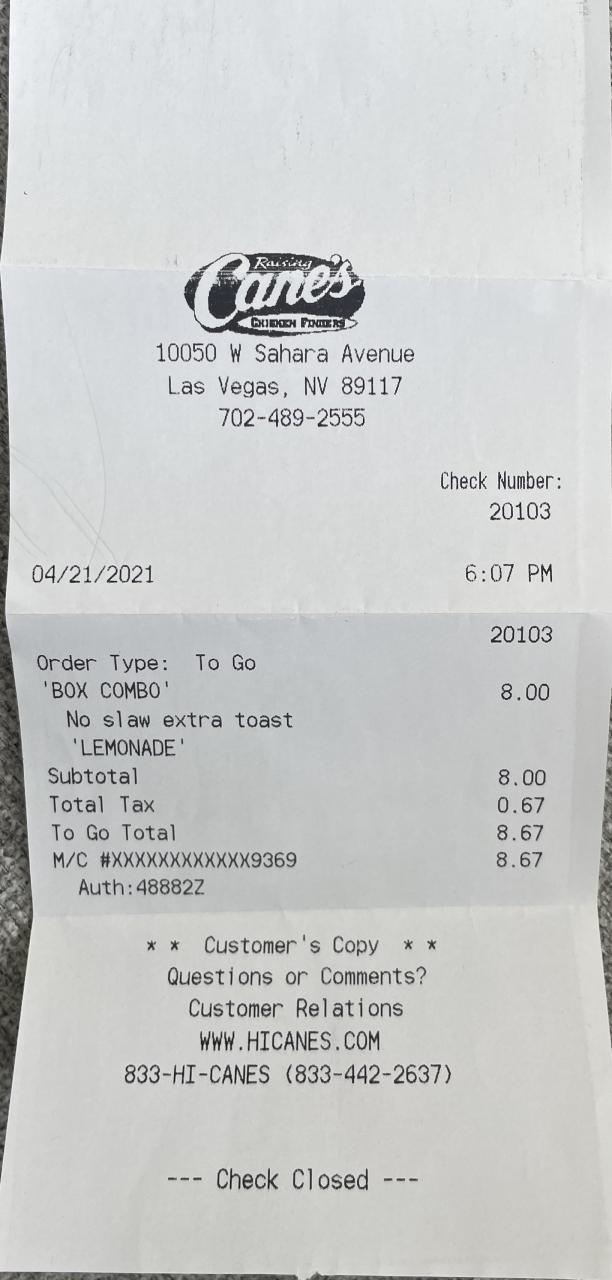 Raising
Cane's
CHICKEN FINGERS
10050 W Sahara Avenue
Las Vegas, NV 89117
702-489-2555
Check Number:
20103
04/21/2021 6:07 PM
20103
Order Type: To Go
'BOX COMBO' 8.00
No slaw extra toast
'LEMONADE'
Subtotal 8.00
Total Tax 0.67
To Go Total 8.67
M/C #XXXXXXXXXXXX9369 8.67
Auth:48882Z
* * Customer's Copy * *
Questions or Comments?
Customer Relations
WWW.HICANES.COM
833-HI-CANES (833-442-2637)
--- Check Closed ---